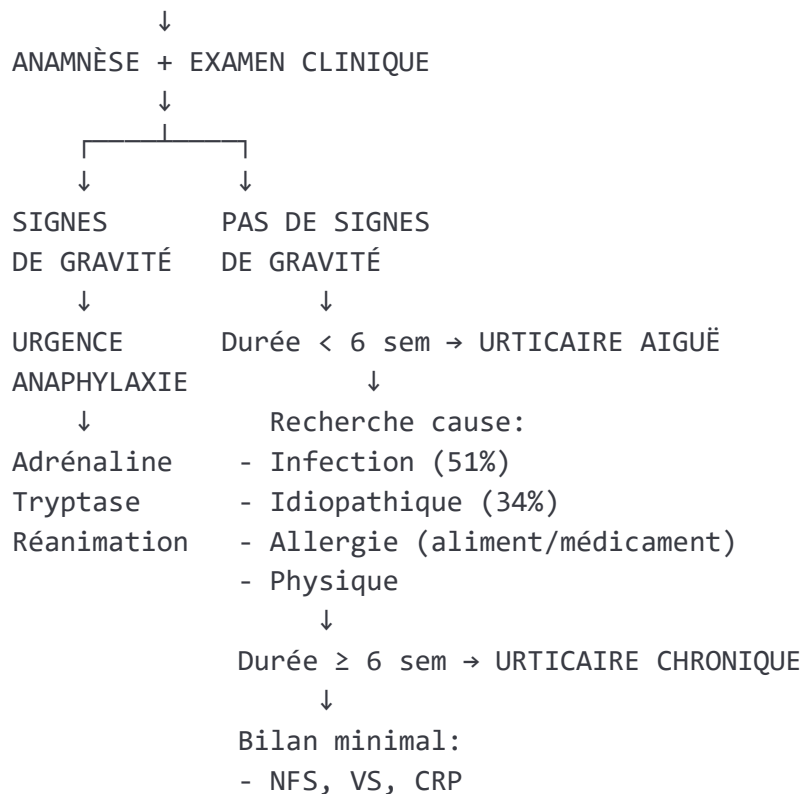 ↓
ANAMNÈSE + EXAMEN CLINIQUE
↓
┌────┴────┐
↓ ↓
SIGNES PAS DE SIGNES
DE GRAVITÉ DE GRAVITÉ
↓ ↓
URGENCE Durée < 6 sem → URTICAIRE AIGUË
ANAPHYLAXIE ↓
↓ Recherche cause:
Adrénaline - Infection (51%)
Tryptase - Idiopathique (34%)
Réanimation - Allergie (aliment/médicament)
- Physique
↓
Durée ≥ 6 sem → URTICAIRE CHRONIQUE
↓
Bilan minimal:
- NFS, VS, CRP